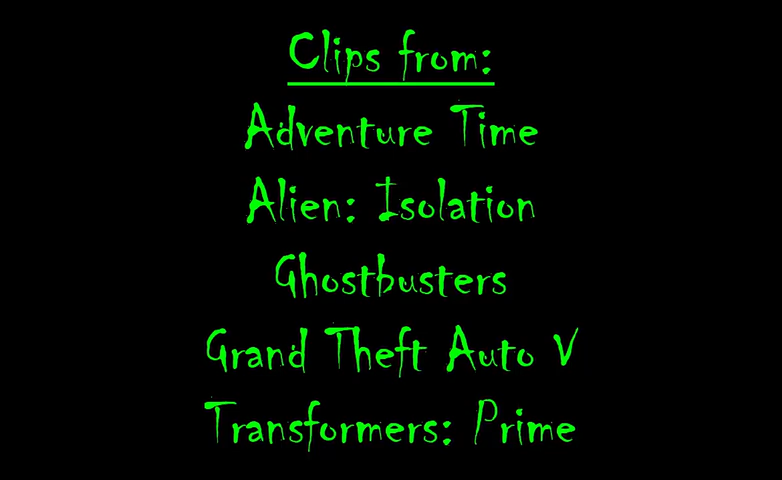 Clips from:
Adventure Time
Alien: Isolation
Ghostbusters
Grand Theft Auto V
Transformers: Prime